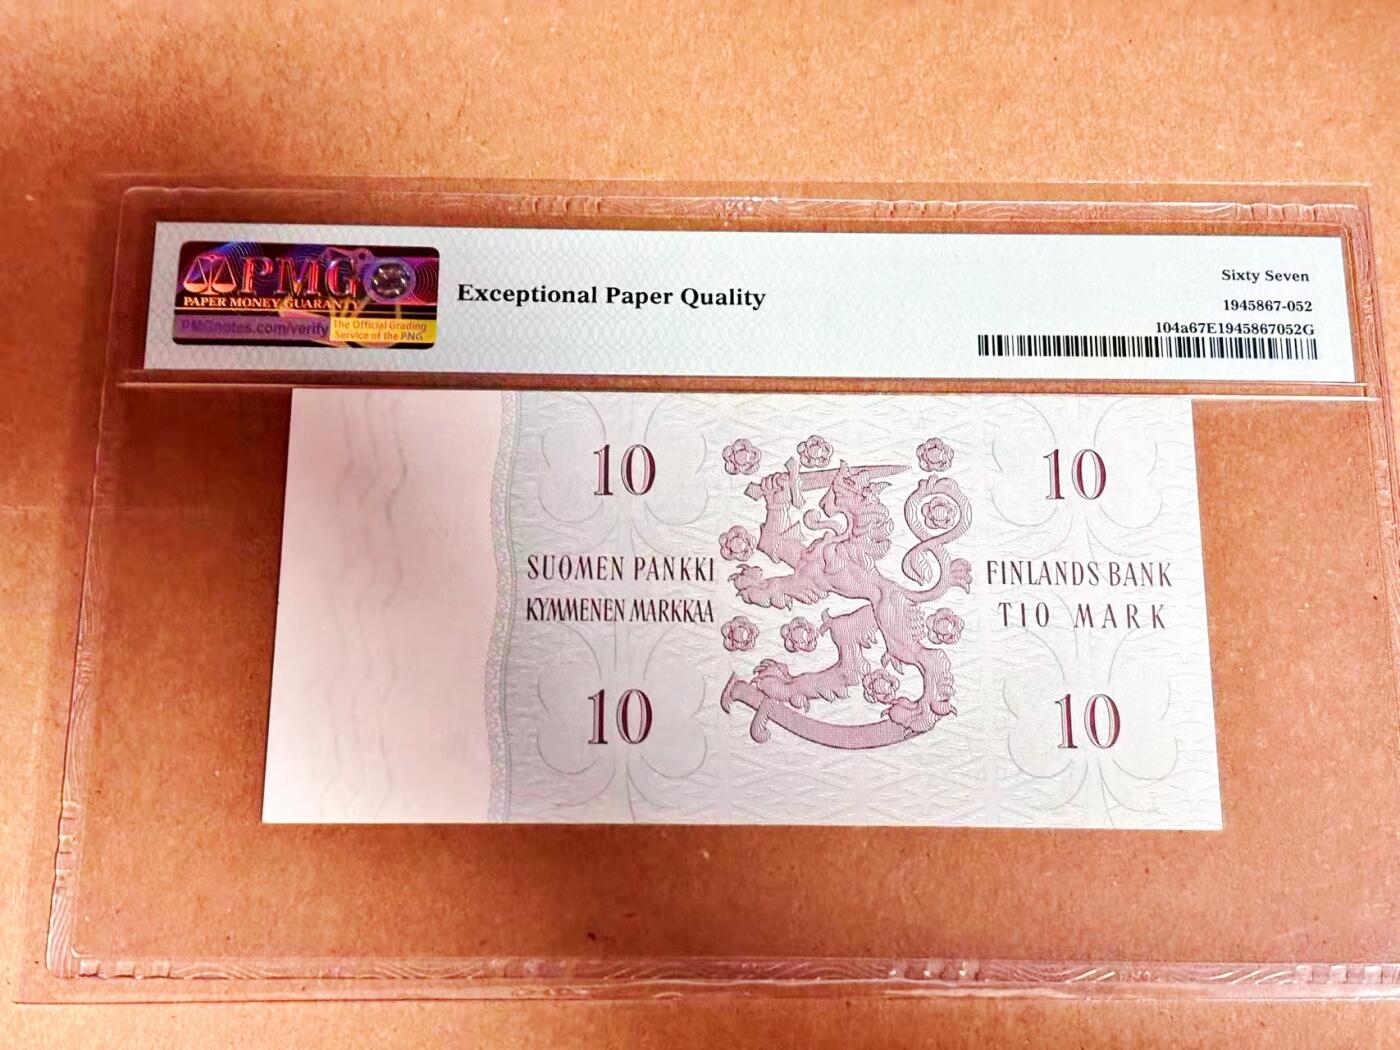 PMG
PAPER MONEY GUARANTY
PMGnotes.com/verify
The Official Grading
Service of the PNG
Exceptional Paper Quality
Sixty Seven
1945867-052
104a67E1945867052G
10
10
SUOMEN PANKKI
KYMMENEN MARKKAA
FINLANDS BANK
TIO MARK
10
10